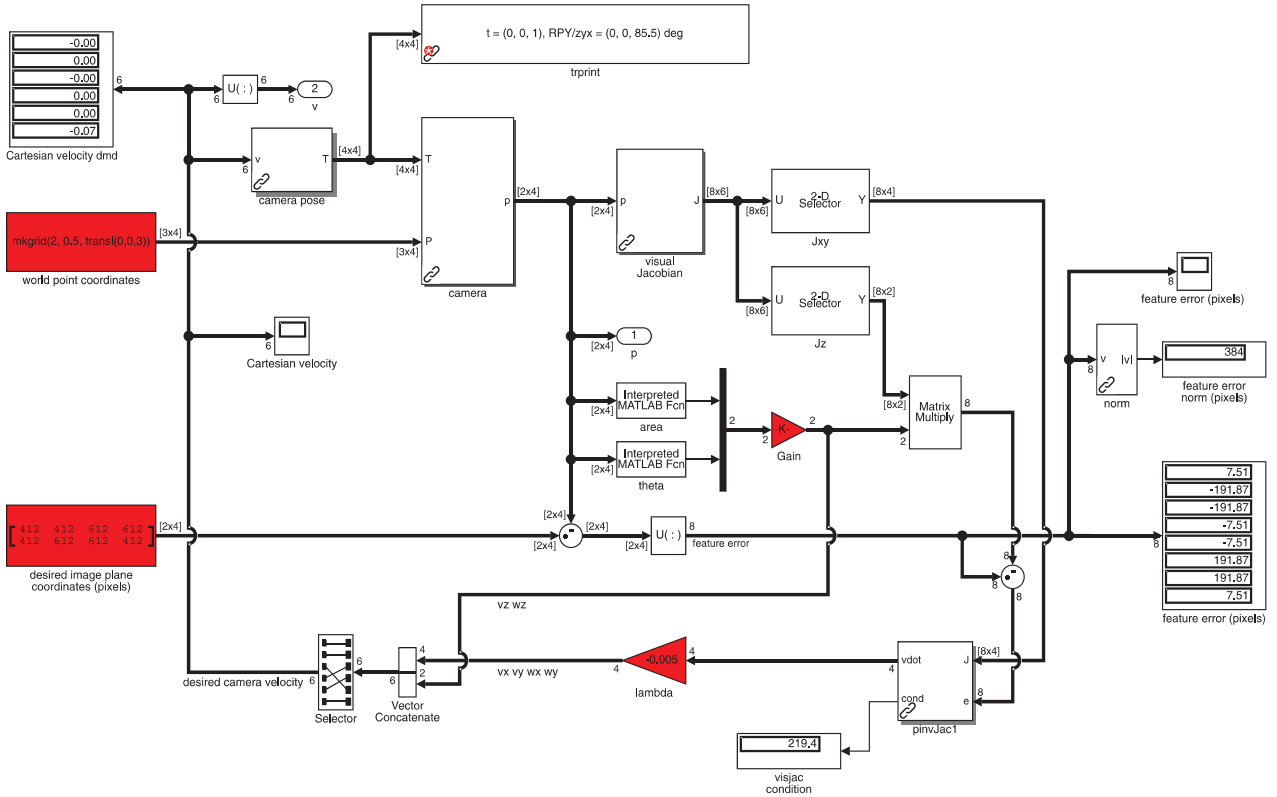 -0.00
0.00
-0.00
0.00
0.00
-0.07
Cartesian velocity dmd
6
6
U( : )
6
6
2
v
[4x4]
t = (0, 0, 1), RPY/zyx = (0, 0, 85.5) deg
trprint
6
v
T
[4x4]
camera pose
[4x4]
T
P
p
[3x4]
camera
[2x4]
mkgrid(2, 0.5, transl(0,0,3))
[3x4]
world point coordinates
[2x4]
p
J
visual
Jacobian
[8x6]
[8x6]
U
2-D
Selector
Y
[8x4]
Jxy
[8x6]
U
2-D
Selector
Y
[8x2]
Jz
6
Cartesian velocity
[2x4]
1
p
[2x4]
Interpreted
MATLAB Fcn
area
[2x4]
Interpreted
MATLAB Fcn
theta
2
2
-K-
2
Gain
[8x2]
2
Matrix
Multiply
8
8
feature error (pixels)
8
v
|v|
norm
384
feature error
norm (pixels)
412 412 612 612
412 612 612 412
[2x4]
desired image plane
coordinates (pixels)
[2x4]
[2x4]
-
[2x4]
[2x4]
U( : )
8
feature error
8
8
-
8
8
7.51
-191.87
-191.87
-7.51
-7.51
191.87
191.87
7.51
feature error (pixels)
vz wz
desired camera velocity
6
Selector
6
6
4
2
Vector
Concatenate
vx vy wx wy
4
-0.005
4
lambda
4
vdot
cond
J
e
[8x4]
8
pinvJac1
219.4
visjac
condition